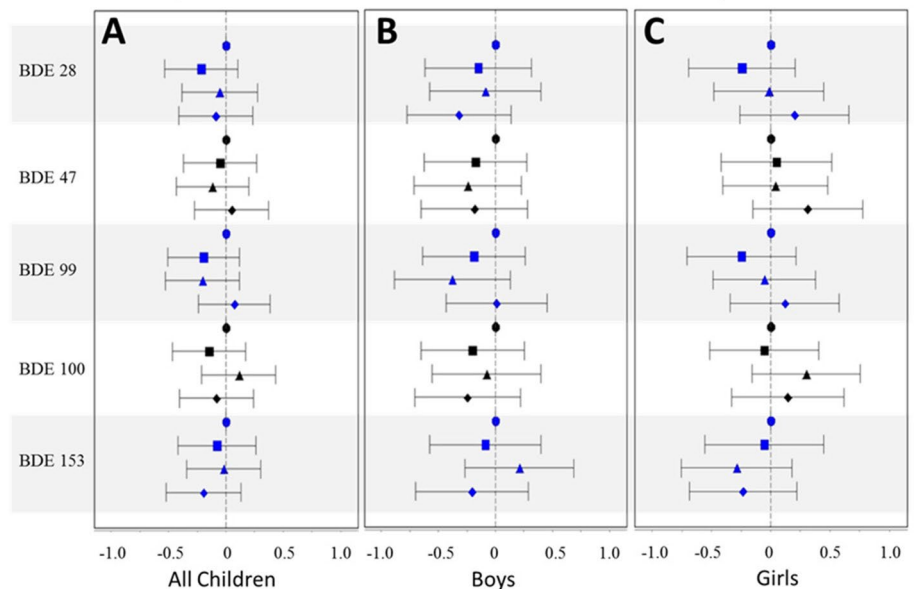 A B C
BDE 28
BDE 47
BDE 99
BDE 100
BDE 153
-1.0 -0.5 0 0.5 1.0 -1.0 -0.5 0 0.5 1.0 -1.0 -0.5 0 0.5 1.0
All Children Boys Girls